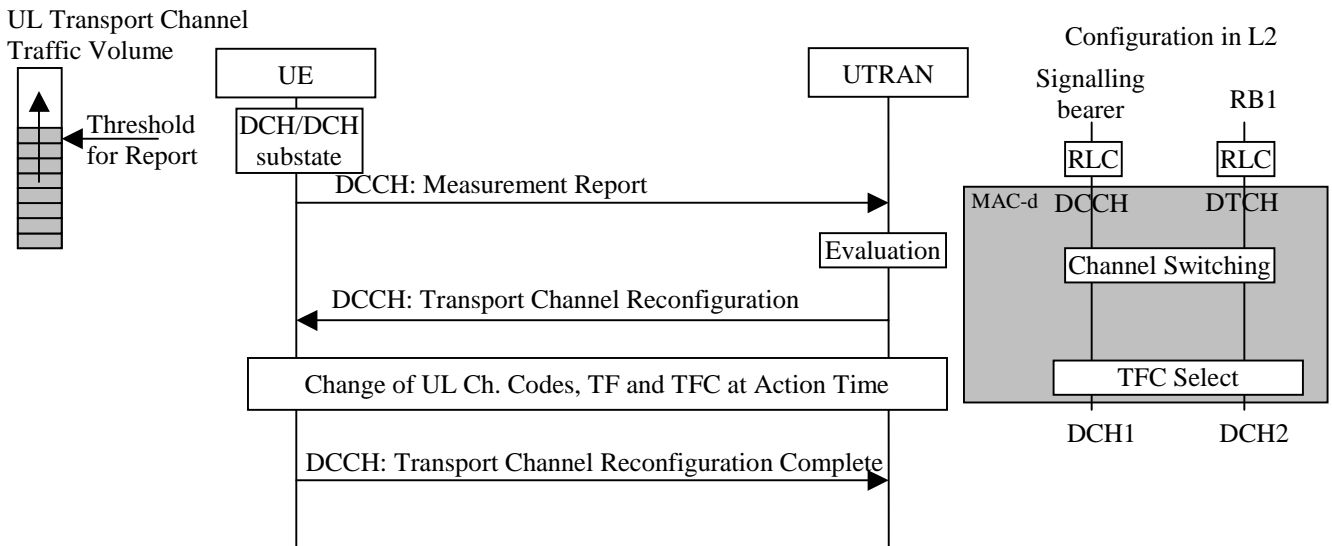 UL Transport Channel
Traffic Volume
Threshold
for Report
UE
DCH/DCH
substate
UTRAN
DCCH: Measurement Report
Evaluation
DCCH: Transport Channel Reconfiguration
Change of UL Ch. Codes, TF and TFC at Action Time
DCCH: Transport Channel Reconfiguration Complete
Configuration in L2
Signalling
bearer
RB1
RLC
RLC
MAC-d
DCCH
DTCH
Channel Switching
TFC Select
DCH1
DCH2